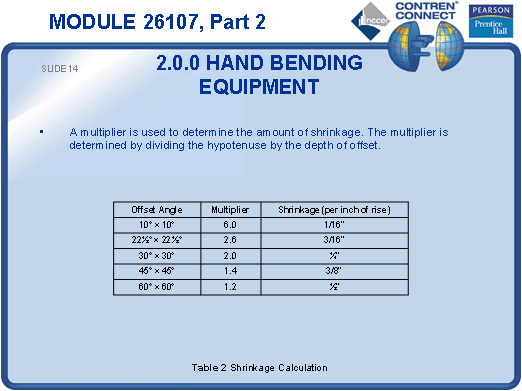 MODULE 26107, Part 2
nccer
CONTREN®
CONNECT
PEARSON
Prentice
Hall
SLIDE 14
2.0.0 HAND BENDING
EQUIPMENT
• A multiplier is used to determine the amount of shrinkage. The multiplier is
determined by dividing the hypotenuse by the depth of offset.
Offset Angle Multiplier Shrinkage (per inch of rise)
10° × 10° 6.0 1/16"
22½° × 22½° 2.6 3/16"
30° × 30° 2.0 ¼"
45° × 45° 1.4 3/8"
60° × 60° 1.2 ½"
Table 2 Shrinkage Calculation